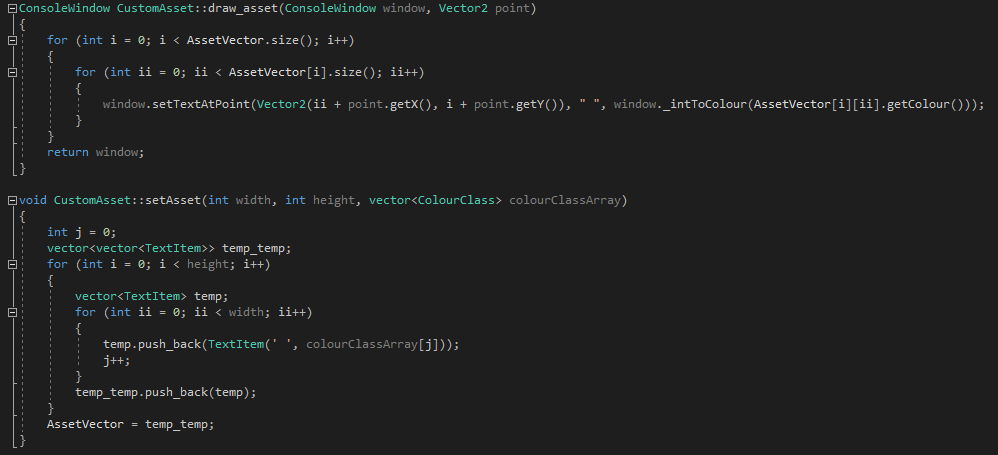 ConsoleWindow CustomAsset::draw_asset(ConsoleWindow window, Vector2 point)
{
    for (int i = 0; i < AssetVector.size(); i++)
    {
        for (int ii = 0; ii < AssetVector[i].size(); ii++)
        {
            window.setTextAtPoint(Vector2(ii + point.getX(), i + point.getY()), " ", window._intToColour(AssetVector[i][ii].getColour()));
        }
    }
    return window;
}

void CustomAsset::setAsset(int width, int height, vector<ColourClass> colourClassArray)
{
    int j = 0;
    vector<vector<TextItem>> temp_temp;
    for (int i = 0; i < height; i++)
    {
        vector<TextItem> temp;
        for (int ii = 0; ii < width; ii++)
        {
            temp.push_back(TextItem(' ', colourClassArray[j]));
            j++;
        }
        temp_temp.push_back(temp);
    }
    AssetVector = temp_temp;
}